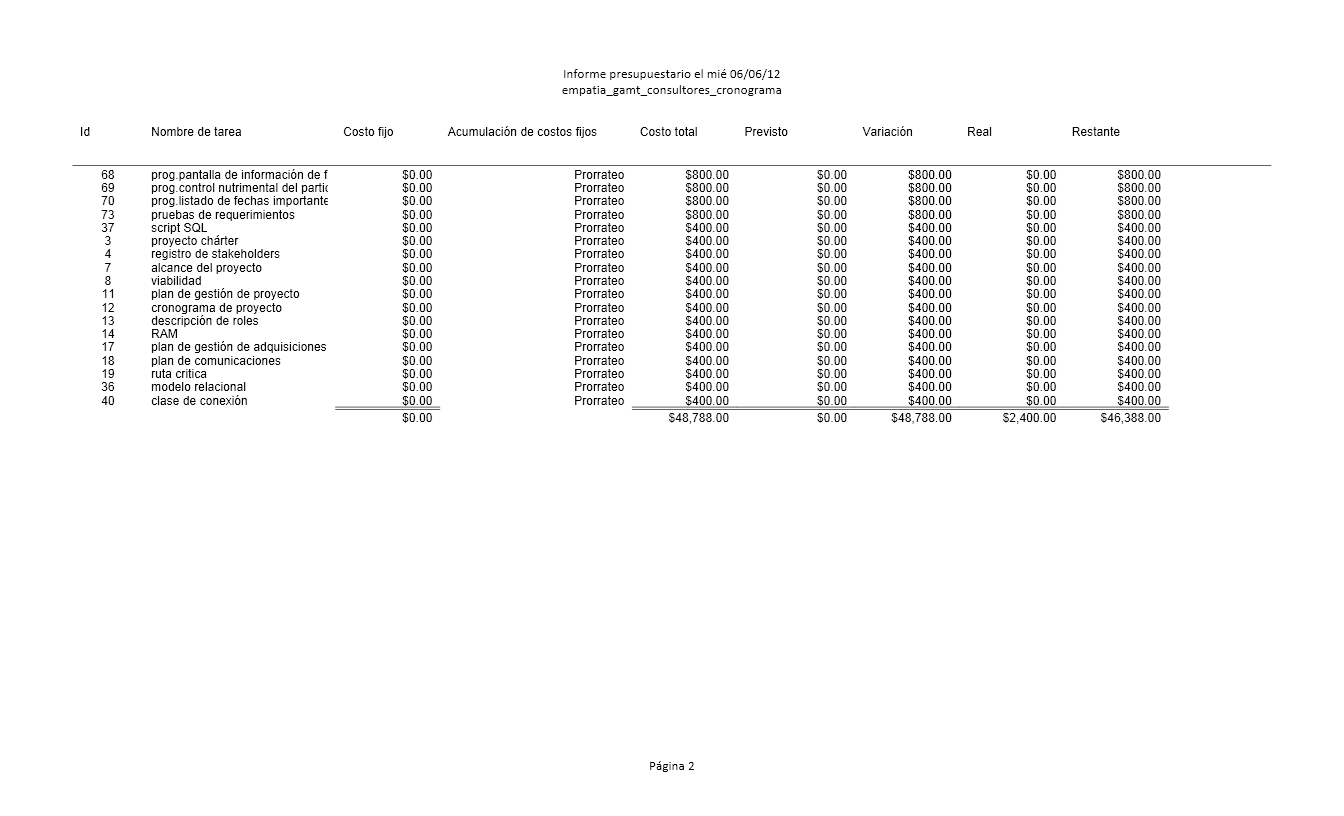 Informe presupuestario el mié 06/06/12
empatia_gamt_consultores_cronograma
Id Nombre de tarea Costo fijo Acumulación de costos fijos Costo total Previsto Variación Real Restante
68 prog.pantalla de información de f $0.00 Prorrateo $800.00 $0.00 $800.00 $0.00 $800.00
69 prog.control nutrimental del partic $0.00 Prorrateo $800.00 $0.00 $800.00 $0.00 $800.00
70 prog.listado de fechas importante $0.00 Prorrateo $800.00 $0.00 $800.00 $0.00 $800.00
73 pruebas de requerimientos $0.00 Prorrateo $800.00 $0.00 $800.00 $0.00 $800.00
37 script SQL $0.00 Prorrateo $400.00 $0.00 $400.00 $0.00 $400.00
3 proyecto chárter $0.00 Prorrateo $400.00 $0.00 $400.00 $0.00 $400.00
4 registro de stakeholders $0.00 Prorrateo $400.00 $0.00 $400.00 $0.00 $400.00
7 alcance del proyecto $0.00 Prorrateo $400.00 $0.00 $400.00 $0.00 $400.00
8 viabilidad $0.00 Prorrateo $400.00 $0.00 $400.00 $0.00 $400.00
11 plan de gestión de proyecto $0.00 Prorrateo $400.00 $0.00 $400.00 $0.00 $400.00
12 cronograma de proyecto $0.00 Prorrateo $400.00 $0.00 $400.00 $0.00 $400.00
13 descripción de roles $0.00 Prorrateo $400.00 $0.00 $400.00 $0.00 $400.00
14 RAM $0.00 Prorrateo $400.00 $0.00 $400.00 $0.00 $400.00
17 plan de gestión de adquisiciones $0.00 Prorrateo $400.00 $0.00 $400.00 $0.00 $400.00
18 plan de comunicaciones $0.00 Prorrateo $400.00 $0.00 $400.00 $0.00 $400.00
19 ruta critica $0.00 Prorrateo $400.00 $0.00 $400.00 $0.00 $400.00
36 modelo relacional $0.00 Prorrateo $400.00 $0.00 $400.00 $0.00 $400.00
40 clase de conexión $0.00 Prorrateo $400.00 $0.00 $400.00 $0.00 $400.00
$0.00 $48,788.00 $0.00 $48,788.00 $2,400.00 $46,388.00
Página 2